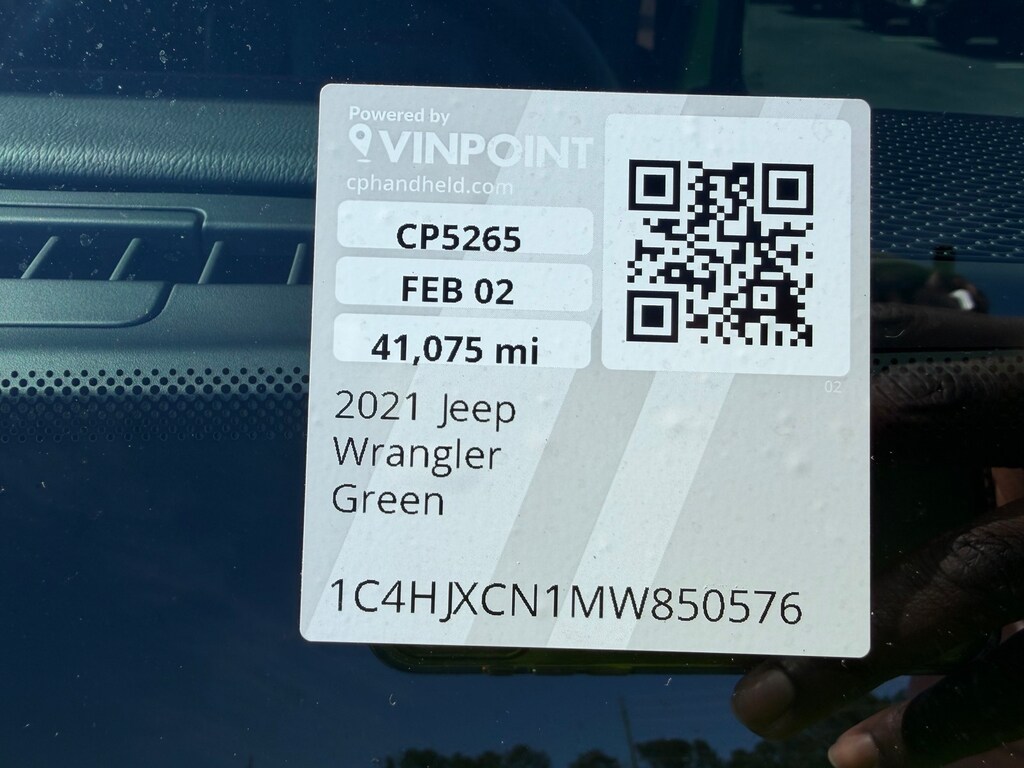 Powered by
VINPOINT
cphandheld.com
CP5265
FEB 02
41,075 mi
02
2021 Jeep
Wrangler
Green
1C4HJXCN1MW850576